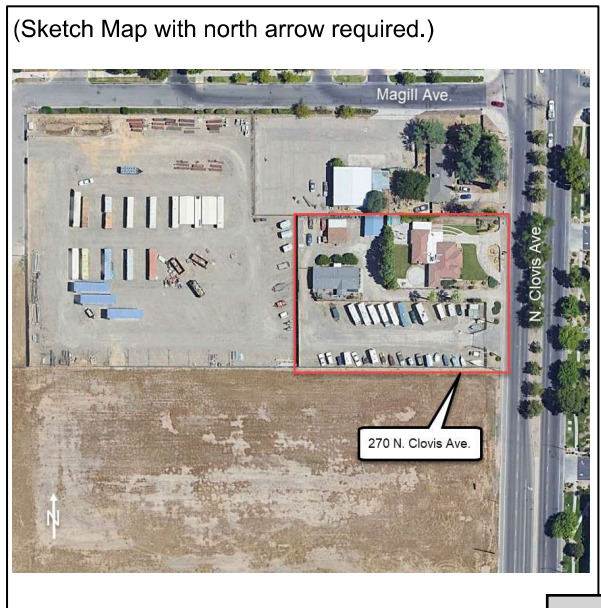 (Sketch Map with north arrow required.)
Magill Ave.
N. Clovis Ave.
270 N. Clovis Ave.
N